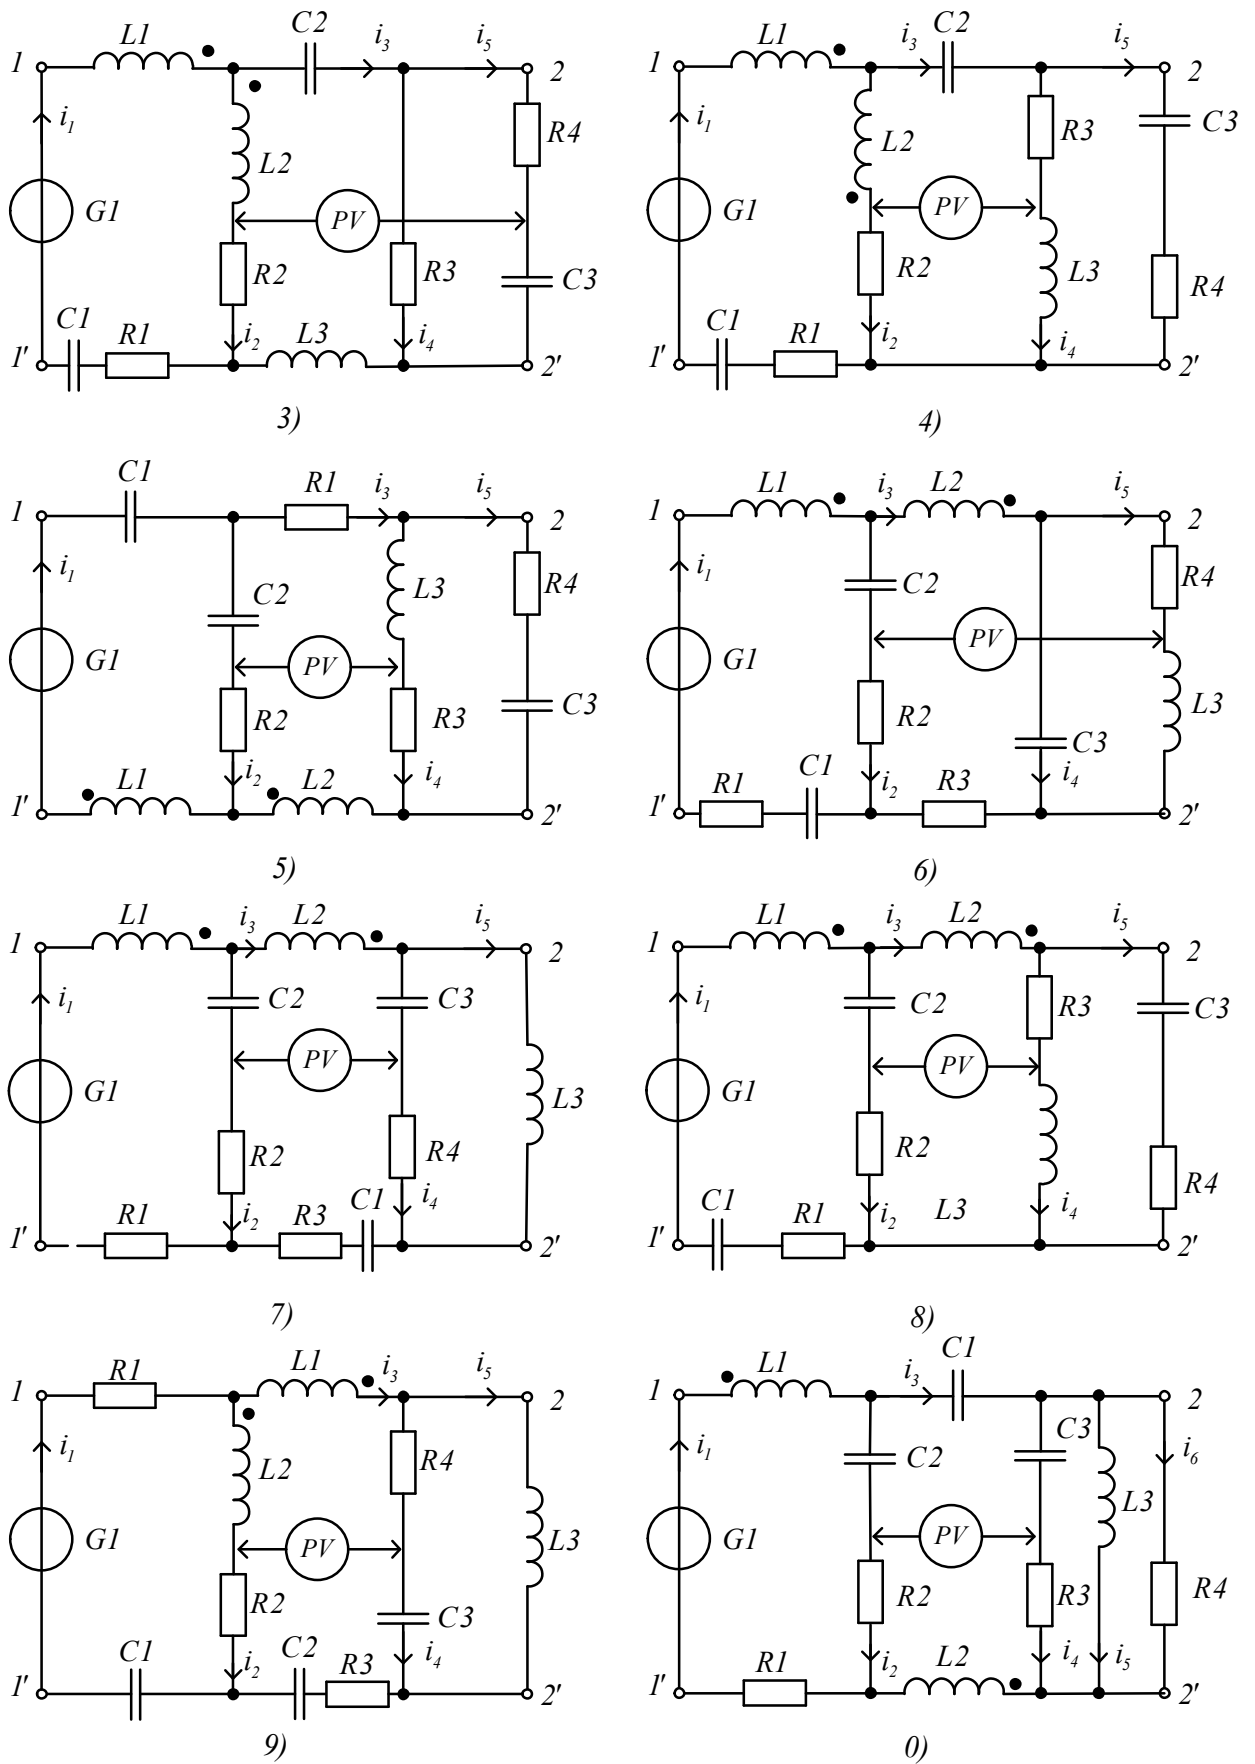 L1 C2 i3 i5
1 2
i1 R4
L2
G1 PV
R2 R3 C3
C1 R1 i2 L3 i4
1' 2'
3)
L1 i3 C2 i5
1 2
i1 R3 C3
L2
G1 PV
R2 L3 R4
C1 R1 i2 i4
1' 2'
4)
C1 R1 i3 i5
1 2
i1 L3 R4
C2
G1 PV
R2 R3 C3
L1 i2 L2 i4
1' 2'
5)
L1 i3 L2 i5
1 2
i1 C2 R4
G1 PV
R2 C3 L3
R1 C1 i2 R3 i4
1' 2'
6)
L1 i3 L2 i5
1 2
i1 C2 C3
G1 PV L3
R2 R4
R1 i2 R3 C1 i4
1' 2'
7)
L1 i3 L2 i5
1 2
i1 C2 R3 C3
G1 PV
R2 R4
C1 R1 i2 L3 i4
1' 2'
8)
R1 L1 i3 i5
1 2
i1 L2 R4
G1 PV L3
R2 C3
C1 i2 C2 R3 i4
1' 2'
9)
L1 i3 C1
1 2
i1 C2 C3 i6
L3
G1 PV
R2 R3 R4
R1 i2 L2 i4 i5
1' 2'
0)